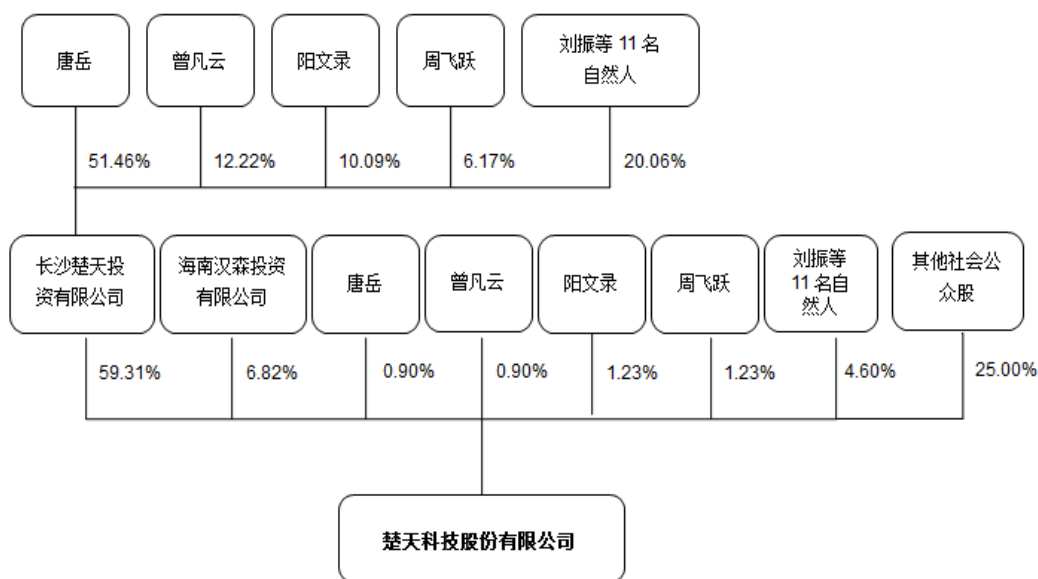 唐岳
曾凡云
阳文录
周飞跃
刘振等 11 名
自然人
51.46%
12.22%
10.09%
6.17%
20.06%
长沙楚天投
资有限公司
海南汉森投资
有限公司
唐岳
曾凡云
阳文录
周飞跃
刘振等
11 名自
然人
其他社会公
众股
59.31%
6.82%
0.90%
0.90%
1.23%
1.23%
4.60%
25.00%
楚天科技股份有限公司